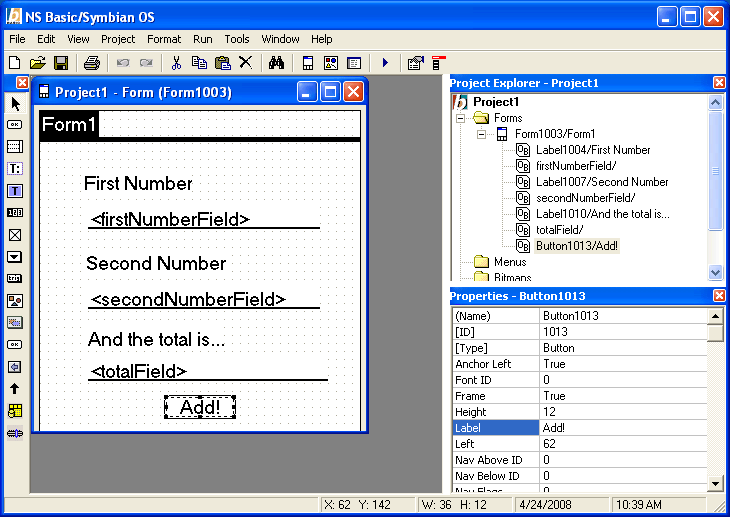 NS Basic/Symbian OS
File Edit View Project Format Run Tools Window Help
Project1 - Form (Form1003)
Form1
First Number
<firstNumberField>
Second Number
<secondNumberField>
And the total is...
<totalField>
Add!
Project Explorer - Project1
Project1
Forms
Form1003/Form1
Label1004/First Number
firstNumberField/
Label1007/Second Number
secondNumberField/
Label1010/And the total is...
totalField/
Button1013/Add!
Menus
Bitmaps
Properties - Button1013
(Name) Button1013
[ID] 1013
[Type] Button
Anchor Left True
Font ID 0
Frame True
Height 12
Label Add!
Left 62
Nav Above ID 0
Nav Below ID 0
Nav Flags 0
X: 62 Y: 142 W: 36 H: 12 4/24/2008 10:39 AM